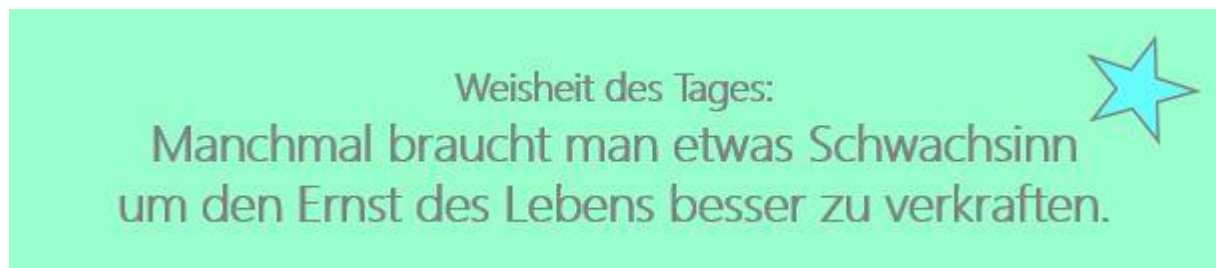 Weisheit des Tages:
Manchmal braucht man etwas Schwachsinn
um den Ernst des Lebens besser zu verkraften.